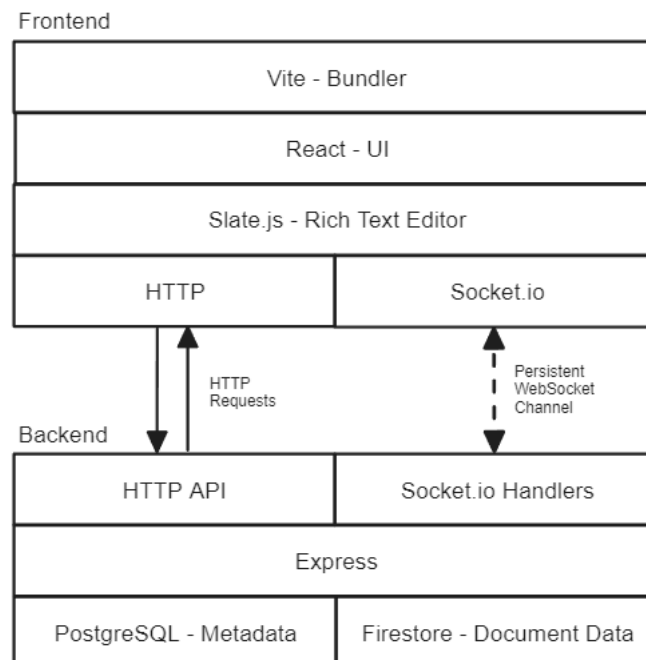 Frontend
Vite - Bundler
React - UI
Slate.js - Rich Text Editor
HTTP
Socket.io
HTTP
Requests
Persistent
WebSocket
Channel
Backend
HTTP API
Socket.io Handlers
Express
PostgreSQL - Metadata
Firestore - Document Data